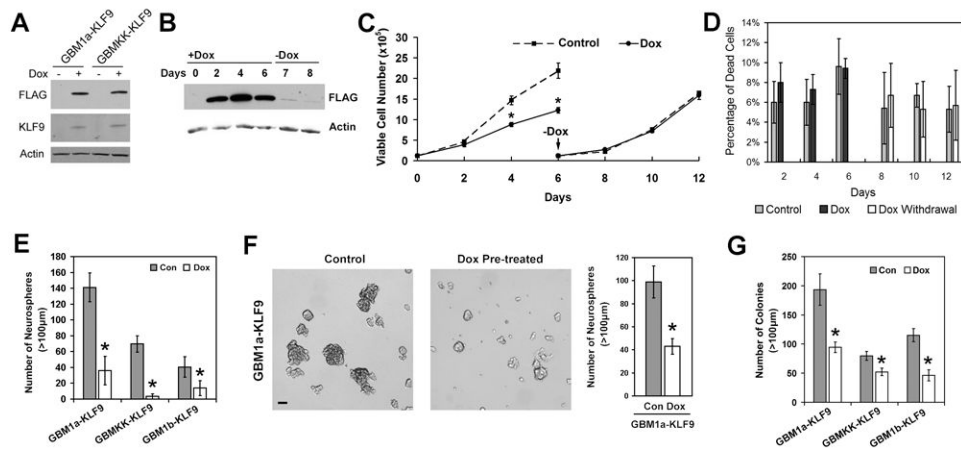 A
GBM1a-KLF9
GBMKK-KLF9
Dox - + - +
FLAG
KLF9
Actin
B
+Dox -Dox
Days 0 2 4 6 7 8
FLAG
Actin
C
Control Dox
Viable Cell Number (x10⁵)
30
25
20
15
10
5
0
*
*
-Dox
0 2 4 6 8 10 12
Days
D
Percentage of Dead Cells
14%
12%
10%
8%
6%
4%
2%
0%
2 4 6 8 10 12
Days
Control Dox Dox Withdrawal
E
Number of Neurospheres
(>100µm)
180
160
140
120
100
80
60
40
20
0
Con Dox
* * *
GBM1a-KLF9
GBMKK-KLF9
GBM1b-KLF9
F
Control Dox Pre-treated
GBM1a-KLF9
Number of Neurospheres
(>100µm)
120
100
80
60
40
20
0
*
Con Dox
GBM1a-KLF9
G
Number of Colonies
(>100µm)
250
200
150
100
50
0
Con Dox
* * *
GBM1a-KLF9
GBMKK-KLF9
GBM1b-KLF9